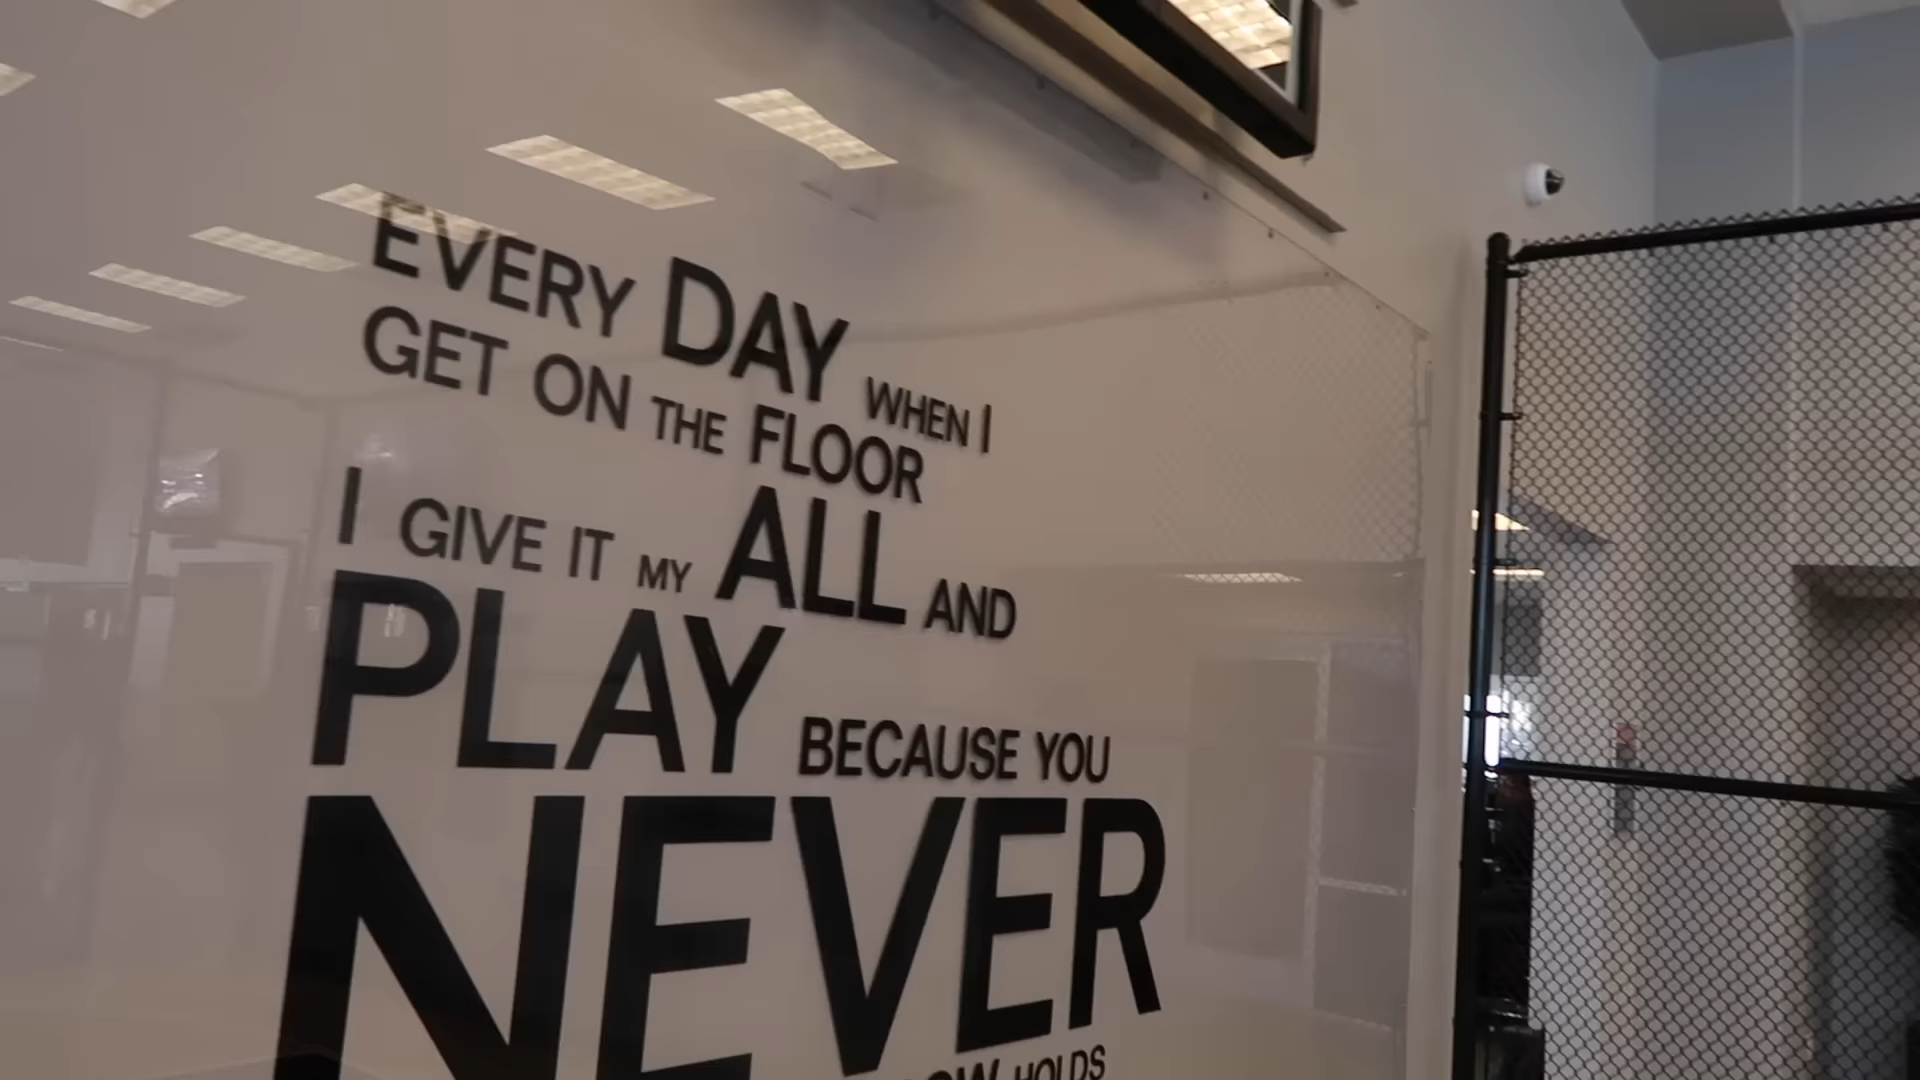 EVERY DAY WHEN I
GET ON THE FLOOR
I GIVE IT MY ALL AND
PLAY BECAUSE YOU
NEVER
HOLDS